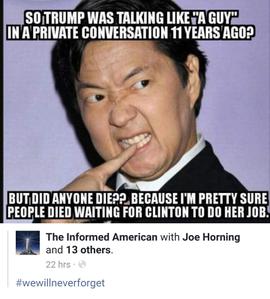 SO TRUMP WAS TALKING LIKE "A GUY"
IN A PRIVATE CONVERSATION 11 YEARS AGO?
BUT DID ANYONE DIE?? BECAUSE I'M PRETTY SURE
PEOPLE DIED WAITING FOR CLINTON TO DO HER JOB.
The Informed American with Joe Horning
and 13 others.
22 hrs ·
#wewillneverforget